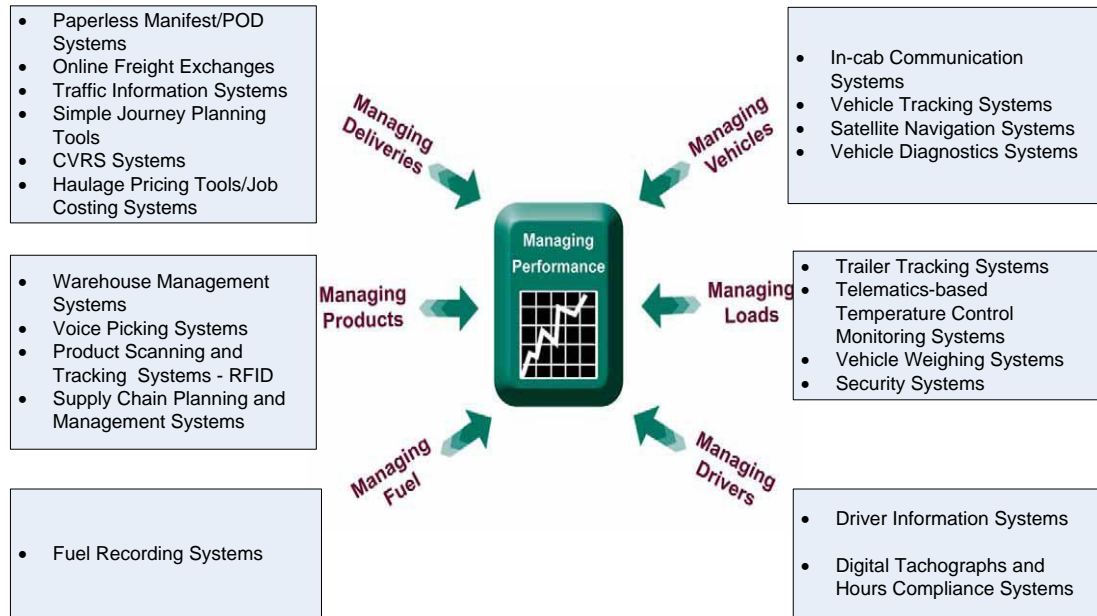 • Paperless Manifest/POD
Systems
• Online Freight Exchanges
• Traffic Information Systems
• Simple Journey Planning
Tools
• CVRS Systems
• Haulage Pricing Tools/Job
Costing Systems
Managing
Deliveries
Managing
Vehicles
• In-cab Communication
Systems
• Vehicle Tracking Systems
• Satellite Navigation Systems
• Vehicle Diagnostics Systems
• Warehouse Management
Systems
• Voice Picking Systems
• Product Scanning and
Tracking Systems - RFID
• Supply Chain Planning and
Management Systems
Managing
Products
Managing
Performance
Managing
Loads
• Trailer Tracking Systems
• Telematics-based
Temperature Control
Monitoring Systems
• Vehicle Weighing Systems
• Security Systems
• Fuel Recording Systems
Managing
Fuel
Managing
Drivers
• Driver Information Systems
• Digital Tachographs and
Hours Compliance Systems